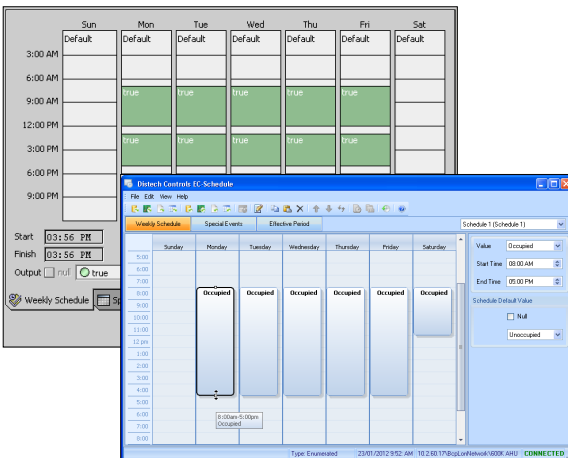 Sun Mon Tue Wed Thu Fri Sat
Default Default Default Default Default Default Default
3:00 AM
6:00 AM
true true true true true
9:00 AM
12:00 PM
true true true true true
3:00 PM
6:00 PM
9:00 PM
Start 03:56 PM
Finish 03:56 PM
Output null true
Weekly Schedule
Distech Controls EC-Schedule
File Edit View Help
Weekly Schedule Special Events Effective Period Schedule 1 (Schedule 1)
Sunday Monday Tuesday Wednesday Thursday Friday Saturday
5:00
6:00
7:00
8:00 Occupied Occupied Occupied Occupied Occupied Occupied
9:00
10:00
11:00
12 pm
1:00
2:00
3:00
4:00
5:00
6:00
7:00
8:00
8:00am-5:00pm
Occupied
Value Occupied
Start Time 08:00 AM
End Time 05:00 PM
Schedule Default Value
Null
Unoccupied
Type: Enumerated 23/01/2012 9:52 AM 10.2.60.17\BcpLonNetwork\600K AHU CONNECTED